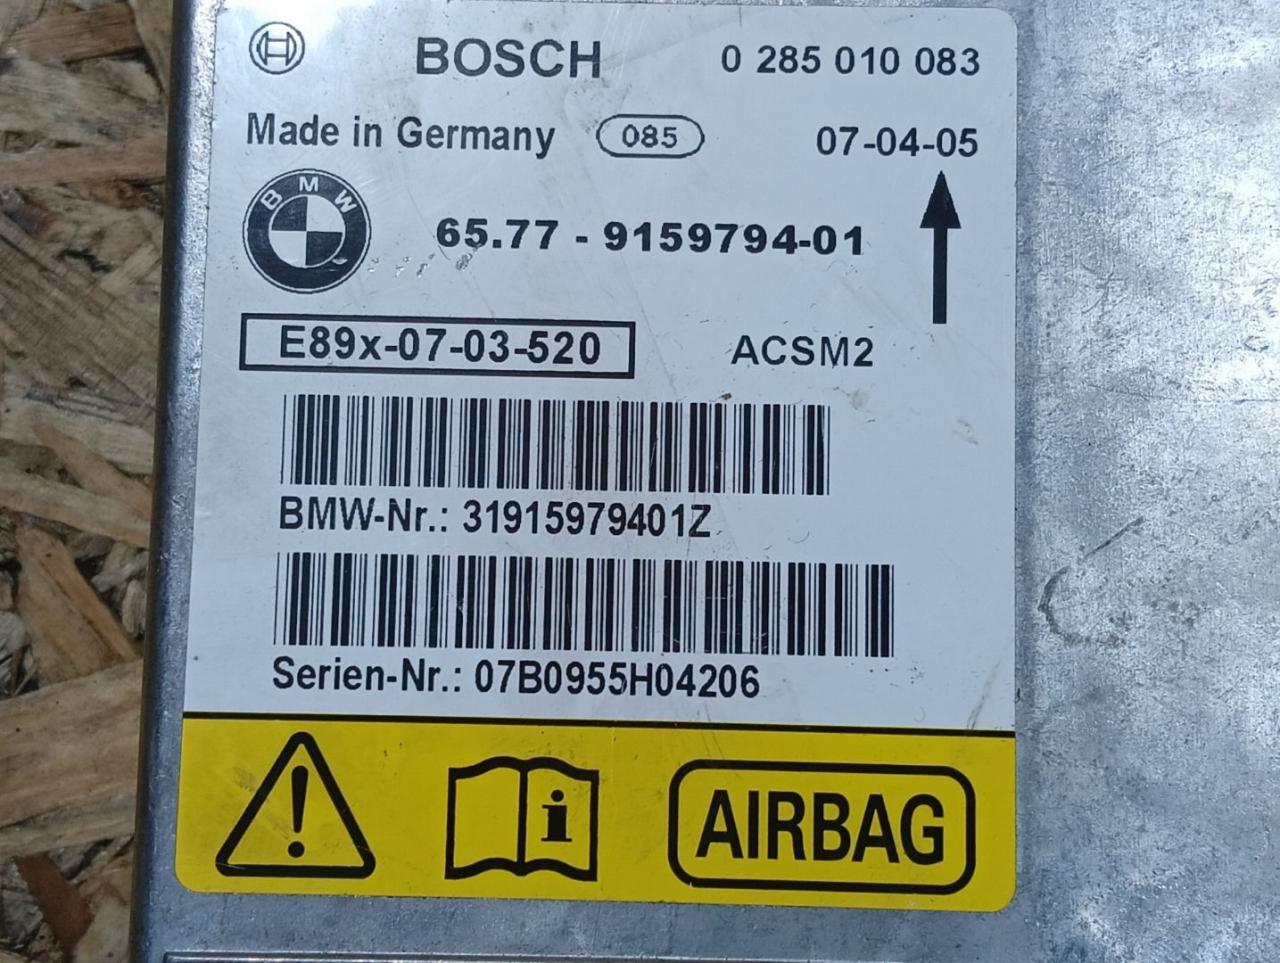 BOSCH 0 285 010 083
Made in Germany 085 07-04-05
BMW 65.77 - 9159794-01
E89x-07-03-520 ACSM2
BMW-Nr.: 31915979401Z
Serien-Nr.: 07B0955H04206
! i AIRBAG